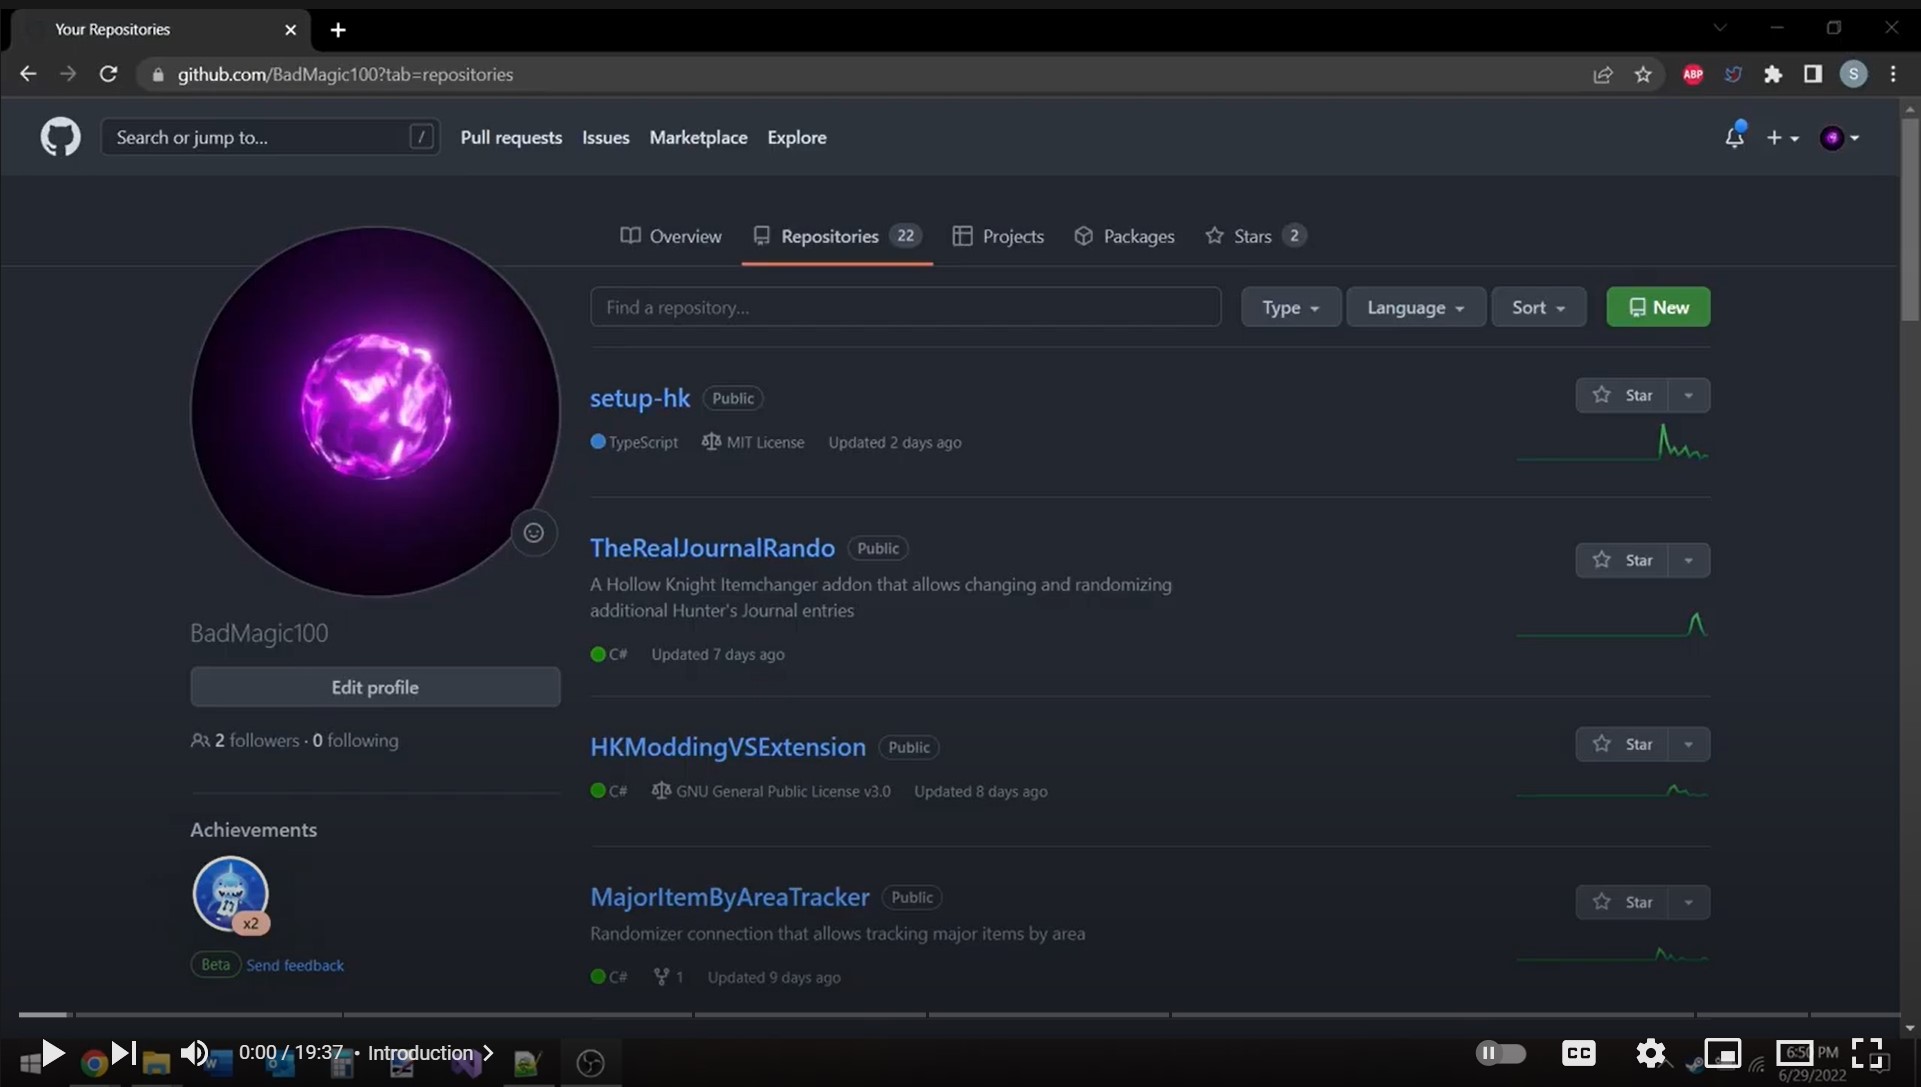 Your Repositories
github.com/BadMagic100?tab=repositories
ABP
S
Search or jump to...
/
Pull requests
Issues
Marketplace
Explore
Overview
Repositories 22
Projects
Packages
Stars 2
Find a repository...
Type
Language
Sort
New
setup-hk Public
Star
TypeScript MIT License Updated 2 days ago
TheRealJournalRando Public
Star
A Hollow Knight Itemchanger addon that allows changing and randomizing
additional Hunter's Journal entries
C# Updated 7 days ago
HKModdingVSExtension Public
Star
C# GNU General Public License v3.0 Updated 8 days ago
MajorItemByAreaTracker Public
Star
Randomizer connection that allows tracking major items by area
C# 1 Updated 9 days ago
BadMagic100
Edit profile
2 followers · 0 following
Achievements
x2
Beta Send feedback
0:00 / 19:37 • Introduction
CC
6:50 PM
6/29/2022